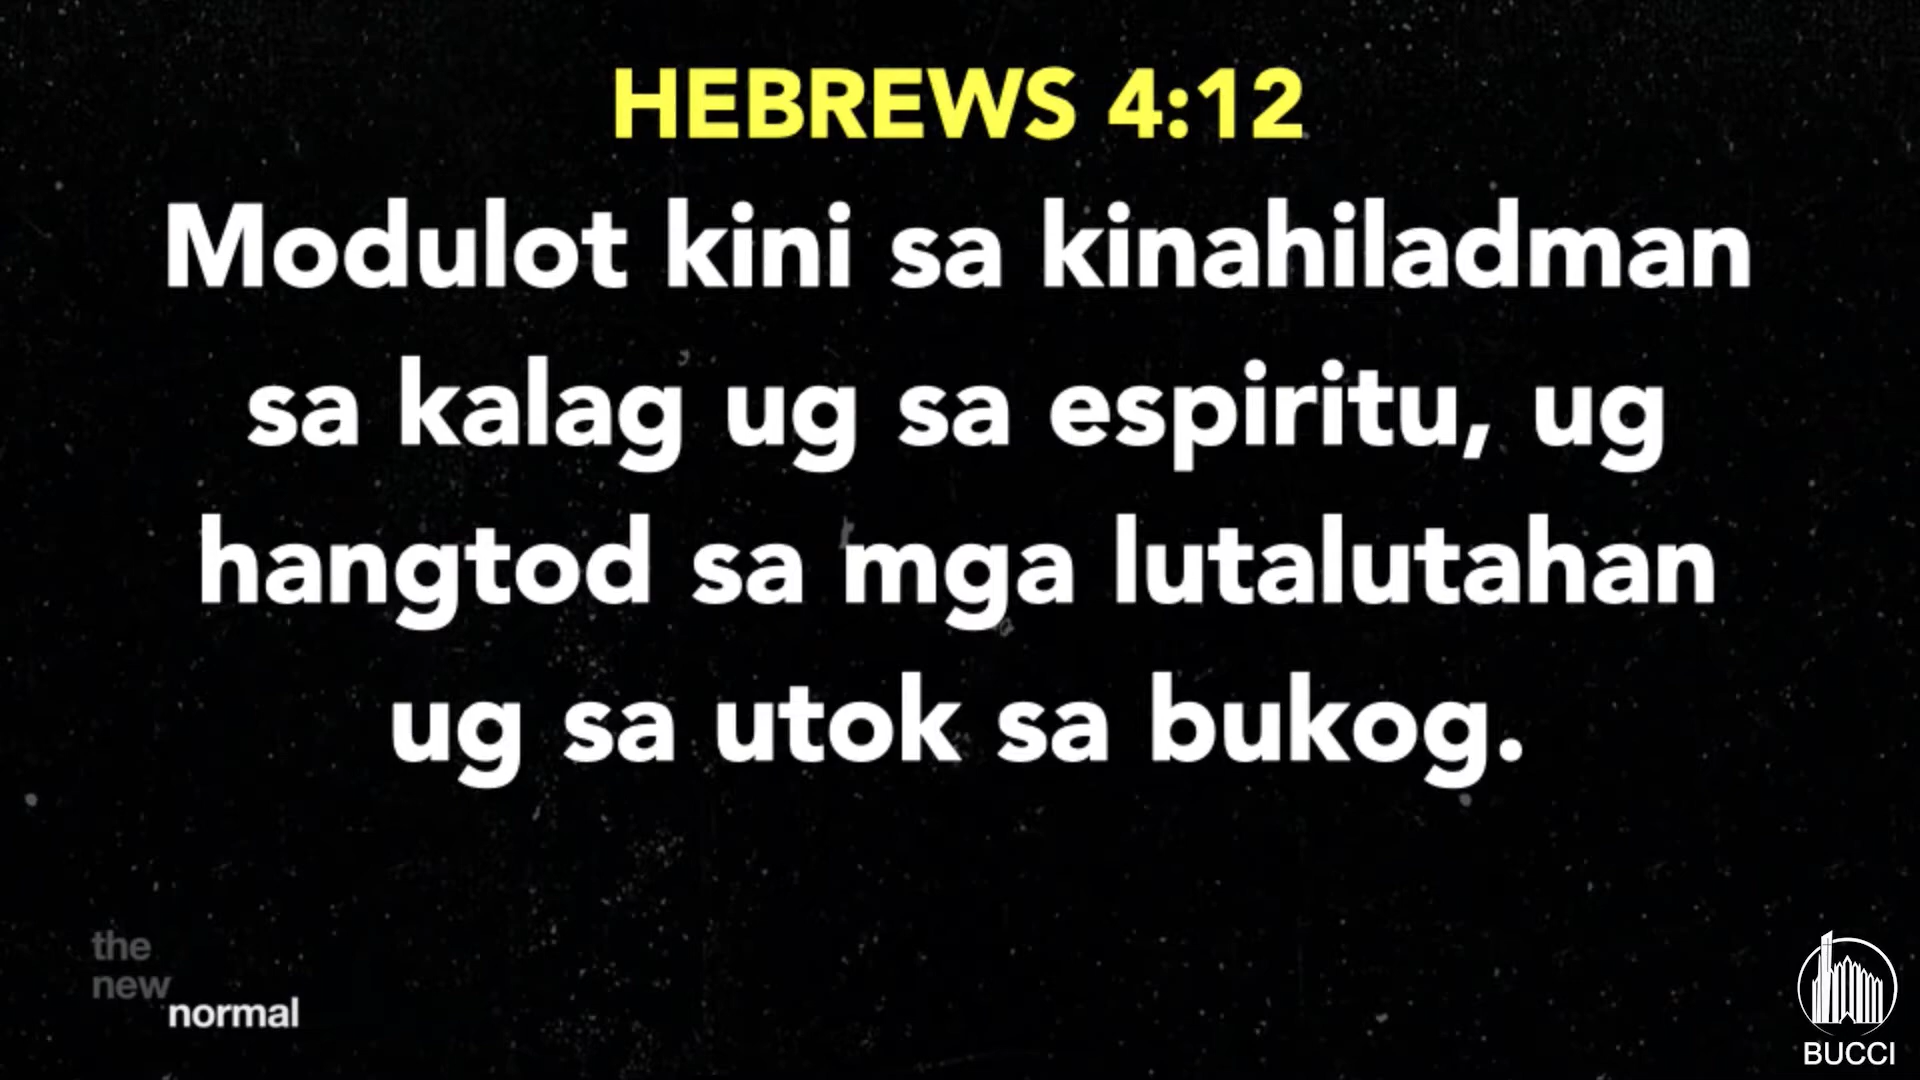 HEBREWS 4:12
Modulot kini sa kinahiladman
sa kalag ug sa espiritu, ug
hangtod sa mga lutalutahan
ug sa utok sa bukog.
the
new
normal
BUCCI